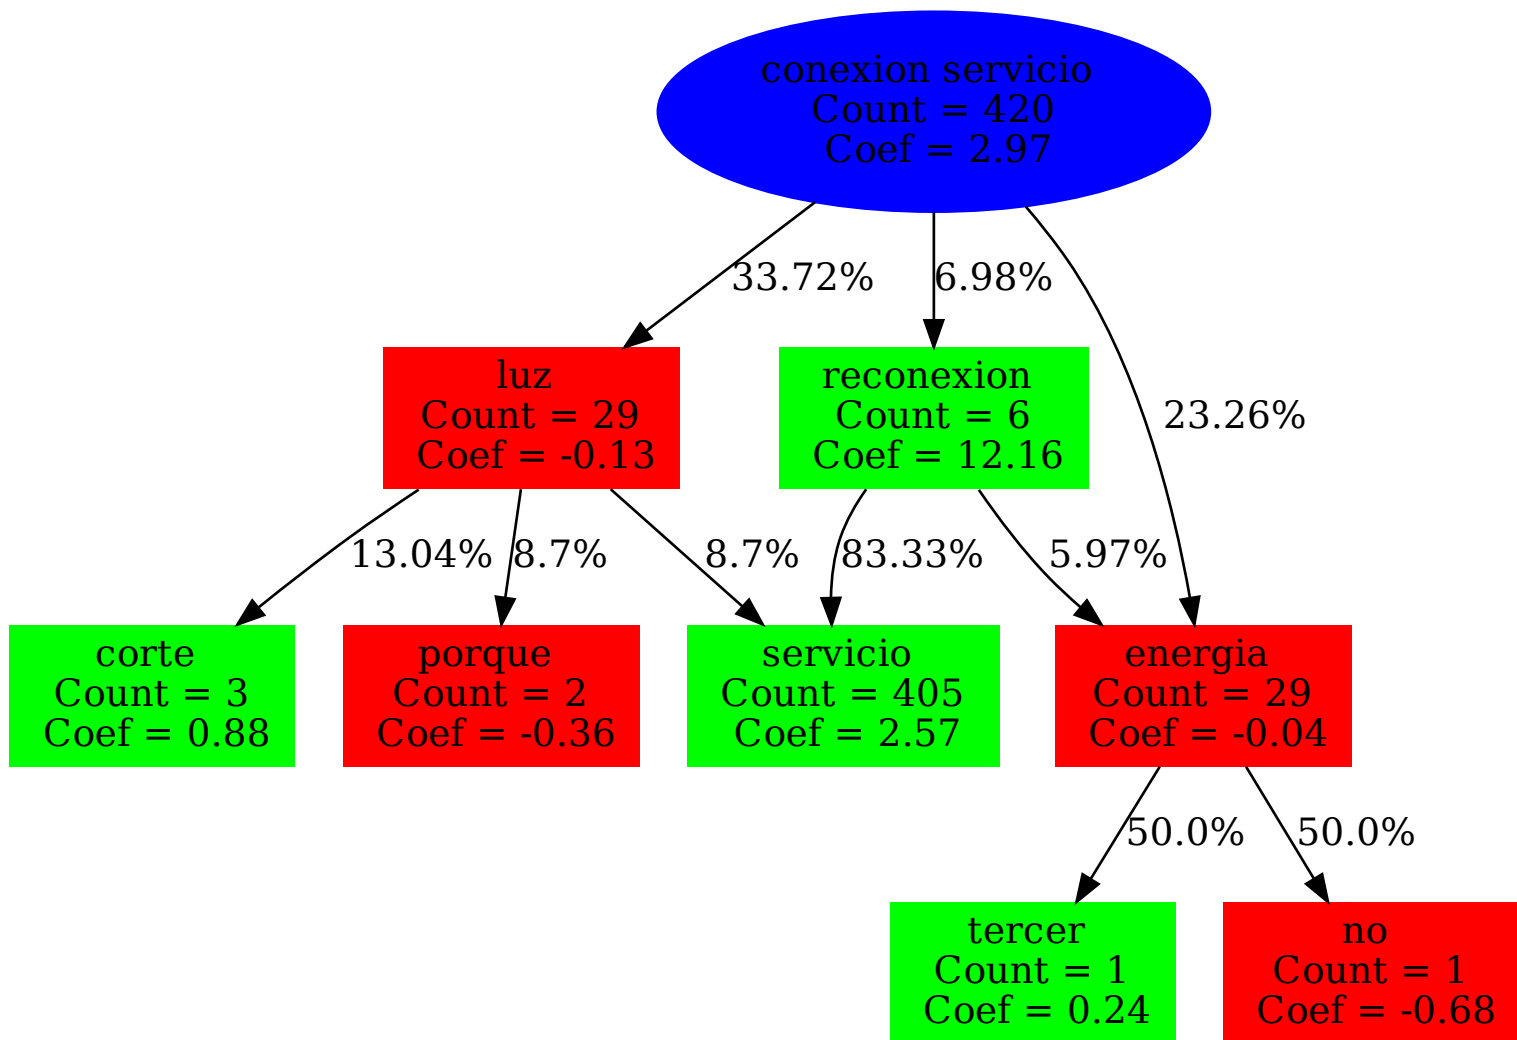 conexion servicio
Count = 420
Coef = 2.97
33.72%
6.98%
23.26%
luz
Count = 29
Coef = -0.13
reconexion
Count = 6
Coef = 12.16
13.04%
8.7%
8.7%
83.33%
5.97%
corte
Count = 3
Coef = 0.88
porque
Count = 2
Coef = -0.36
servicio
Count = 405
Coef = 2.57
energia
Count = 29
Coef = -0.04
50.0%
50.0%
tercer
Count = 1
Coef = 0.24
no
Count = 1
Coef = -0.68